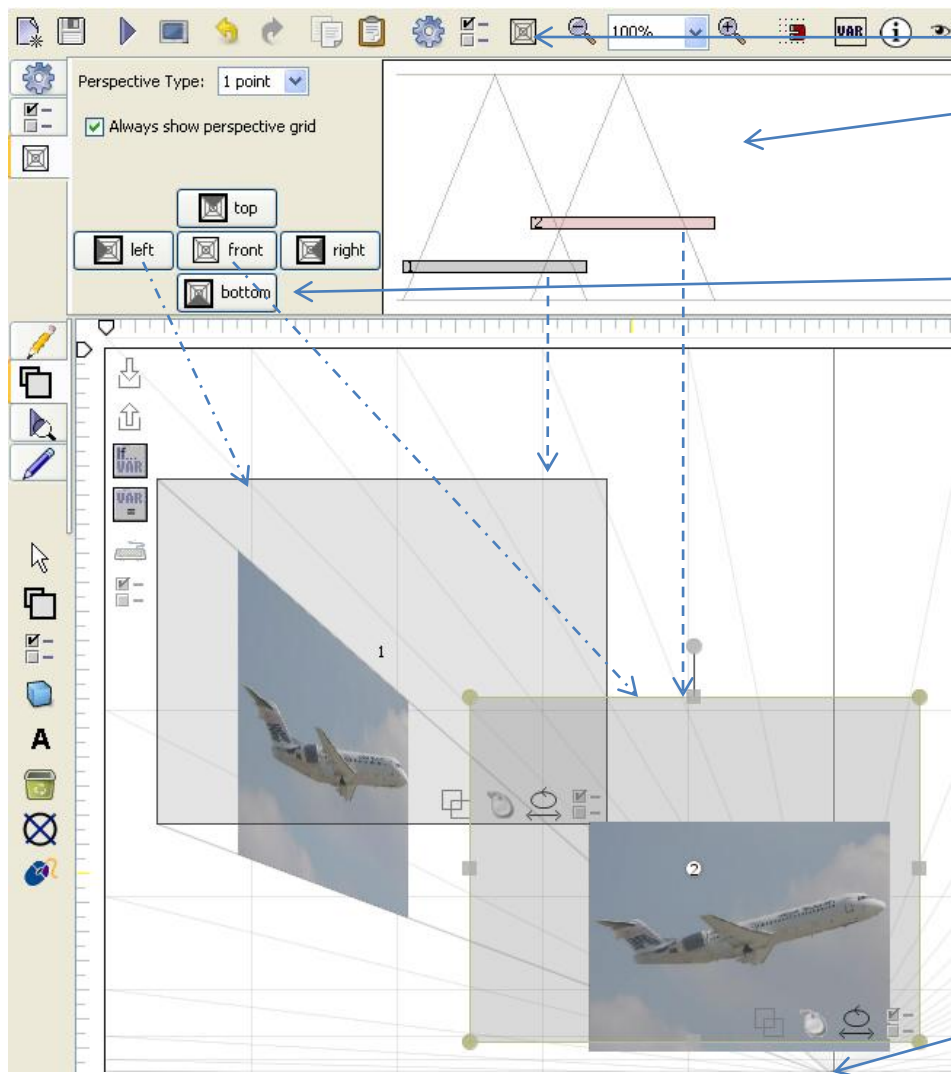 100%
VAR
Perspective Type: 1 point
Always show perspective grid
top
left
front
right
bottom
2
1
If...
VAR
VAR
=
1
2
A